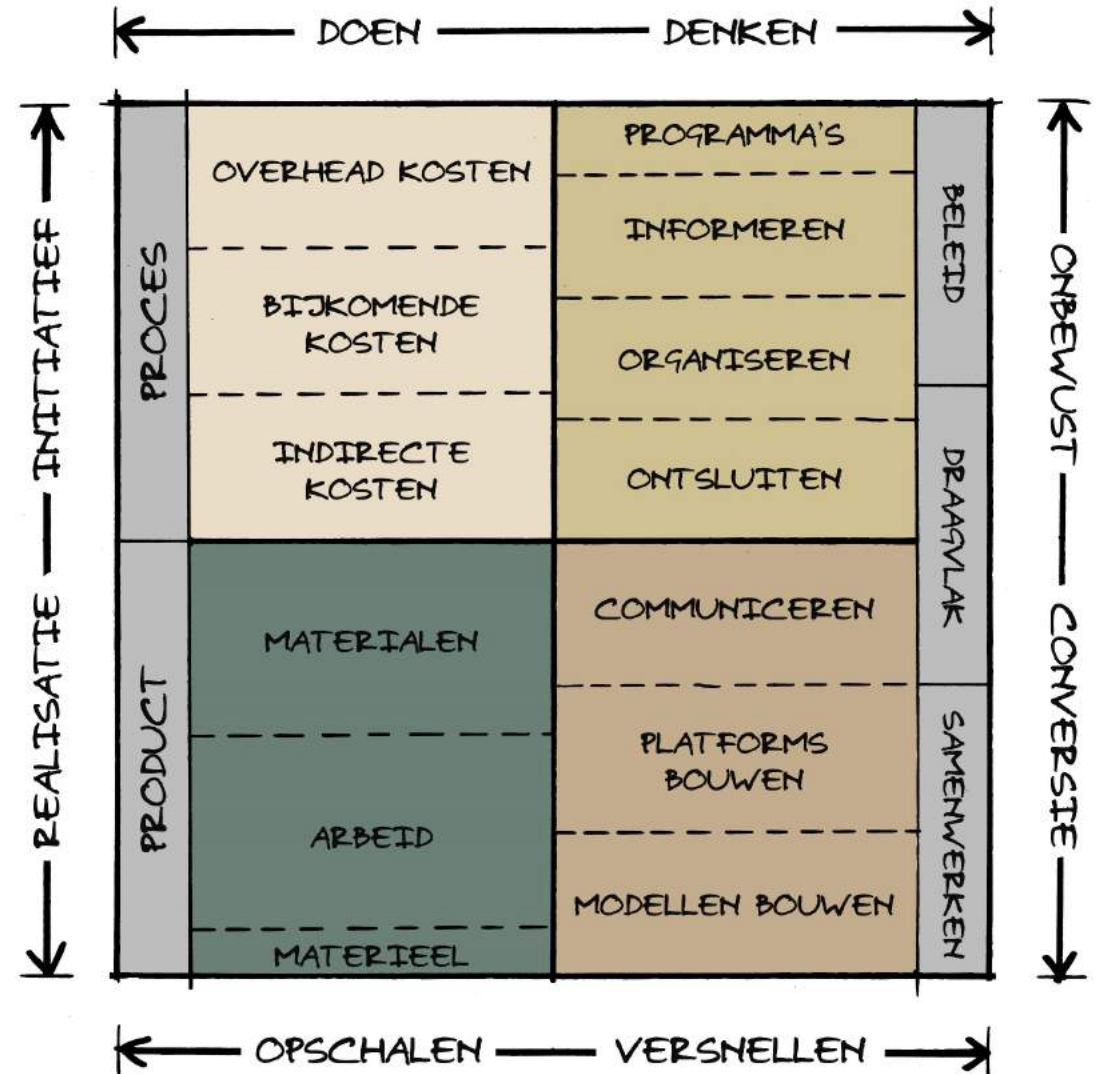 DOEN DENKEN
INITIATIEF
REALISATIE
PROCES
PRODUCT
OVERHEAD KOSTEN
BIJKOMENDE
KOSTEN
INDIRECTE
KOSTEN
MATERIALEN
ARBEID
MATERIEEL
PROGRAMMA'S
INFORMEREN
ORGANISEREN
ONTSLUITEN
COMMUNICEREN
PLATFORMS
BOUWEN
MODELLEN BOUWEN
BELEID
DRAAGVLAK
SAMENWERKEN
ONBEWUST
CONVERSIE
OPSCHALEN VERSNELLEN